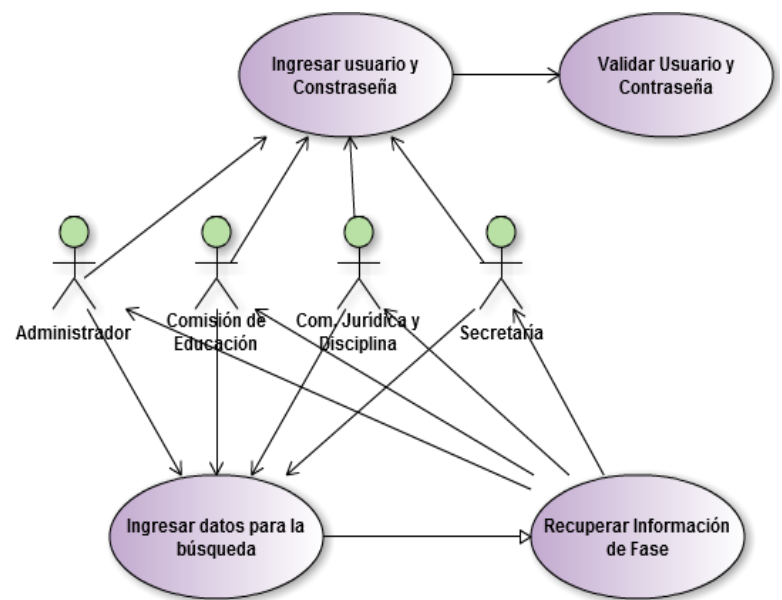 Ingresar usuario y
Constraseña
Validar Usuario y
Contraseña
Administrador
Comisión de
Educación
Com. Jurídica y
Disciplina
Secretaría
Ingresar datos para la
búsqueda
Recuperar Información
de Fase